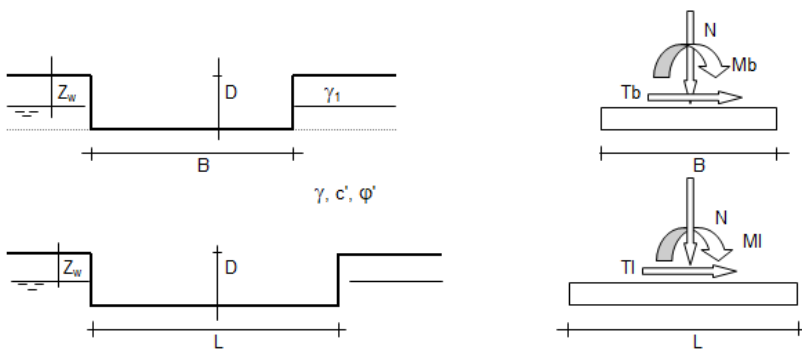 N
Mb
Zw D γ1 Tb
B B
γ, c', φ'
N
Ml
Zw D Tl
L L